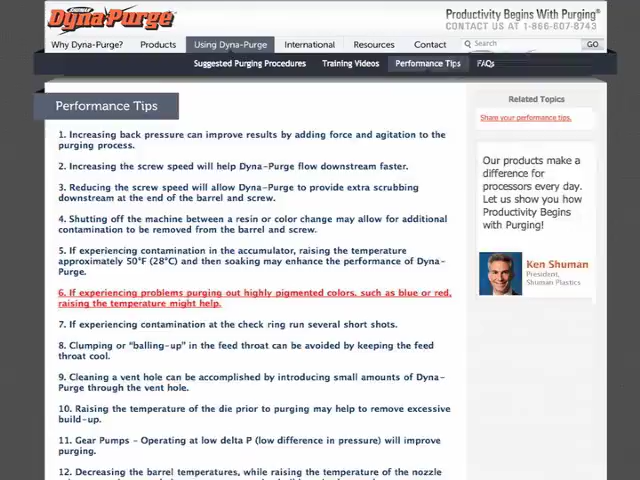 SHUMAN
Dyna-Purge
Productivity Begins With Purging®
CONTACT US AT 1-866-607-8743
Why Dyna-Purge? Products Using Dyna-Purge International Resources Contact Search GO
Suggested Purging Procedures Training Videos Performance Tips FAQs
Performance Tips
1. Increasing back pressure can improve results by adding force and agitation to the
purging process.
2. Increasing the screw speed will help Dyna-Purge flow downstream faster.
3. Reducing the screw speed will allow Dyna-Purge to provide extra scrubbing
downstream at the end of the barrel and screw.
4. Shutting off the machine between a resin or color change may allow for additional
contamination to be removed from the barrel and screw.
5. If experiencing contamination in the accumulator, raising the temperature
approximately 50°F (28°C) and then soaking may enhance the performance of Dyna-
Purge.
6. If experiencing problems purging out highly pigmented colors, such as blue or red,
raising the temperature might help.
7. If experiencing contamination at the check ring run several short shots.
8. Clumping or “balling-up” in the feed throat can be avoided by keeping the feed
throat cool.
9. Cleaning a vent hole can be accomplished by introducing small amounts of Dyna-
Purge through the vent hole.
10. Raising the temperature of the die prior to purging may help to remove excessive
build-up.
11. Gear Pumps - Operating at low delta P (low difference in pressure) will improve
purging.
12. Decreasing the barrel temperatures, while raising the temperature of the nozzle
Related Topics
Share your performance tips.
Our products make a
difference for
processors every day.
Let us show you how
Productivity Begins
with Purging!
Ken Shuman
President,
Shuman Plastics